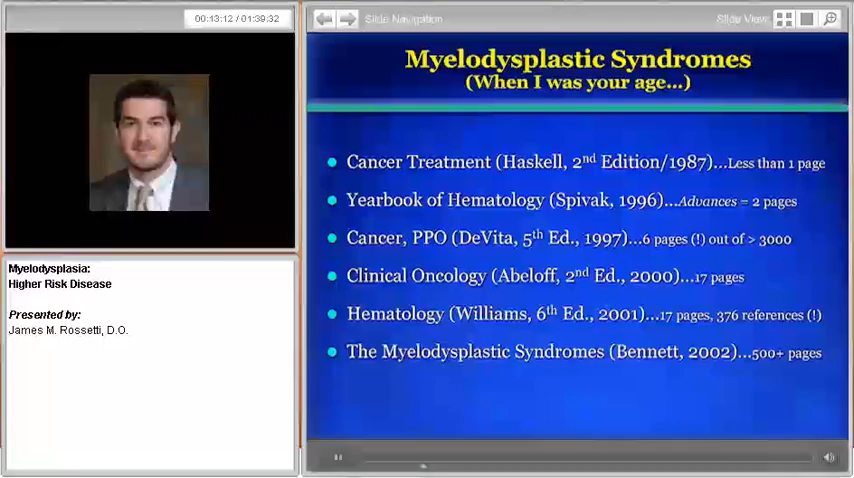 00:13:12 / 01:39:32
Slide Navigation
Slide View:
Myelodysplastic Syndromes
(When I was your age...)
Cancer Treatment (Haskell, 2nd Edition/1987)...Less than 1 page
Yearbook of Hematology (Spivak, 1996)...Advances = 2 pages
Cancer, PPO (DeVita, 5th Ed., 1997)...6 pages (!) out of > 3000
Clinical Oncology (Abeloff, 2nd Ed., 2000)...17 pages
Hematology (Williams, 6th Ed., 2001)...17 pages, 376 references (!)
The Myelodysplastic Syndromes (Bennett, 2002)...500+ pages
Myelodysplasia:
Higher Risk Disease
Presented by:
James M. Rossetti, D.O.